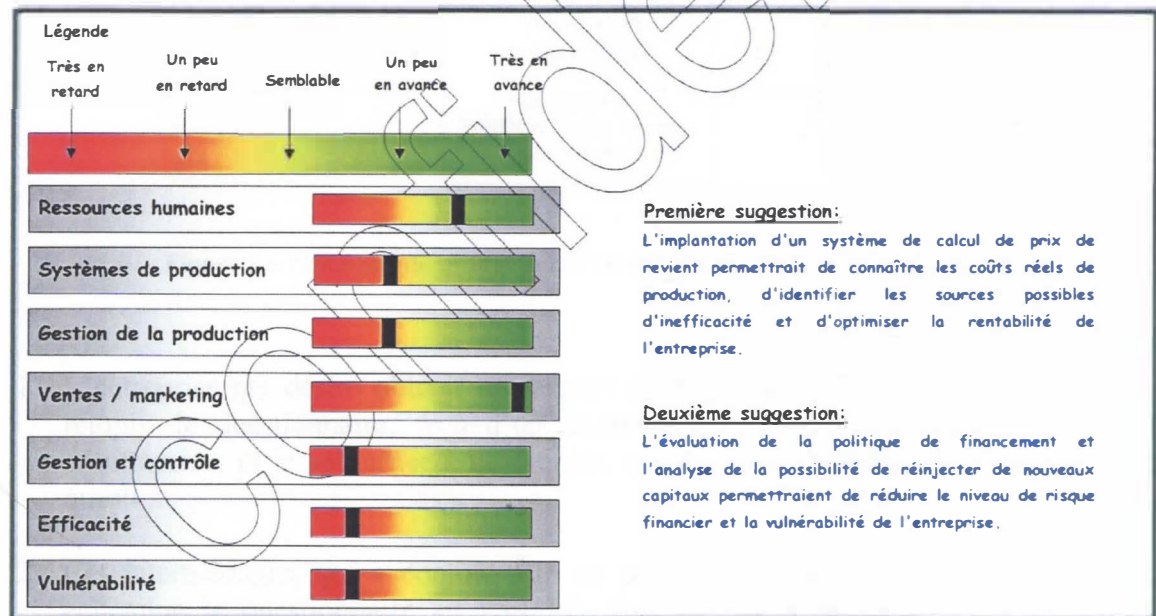 Légende
Très en
retard
Un peu
en retard
Semblable
Un peu
en avance
Très en
avance
Ressources humaines
Systèmes de production
Gestion de la production
Ventes / marketing
Gestion et contrôle
Efficacité
Vulnérabilité
Première suggestion:
L'implantation d'un système de calcul de prix de
revient permettrait de connaître les coûts réels de
production, d'identifier les sources possibles
d'inefficacité et d'optimiser la rentabilité de
l'entreprise.
Deuxième suggestion:
L'évaluation de la politique de financement et
l'analyse de la possibilité de réinjecter de nouveaux
capitaux permettraient de réduire le niveau de risque
financier et la vulnérabilité de l'entreprise.